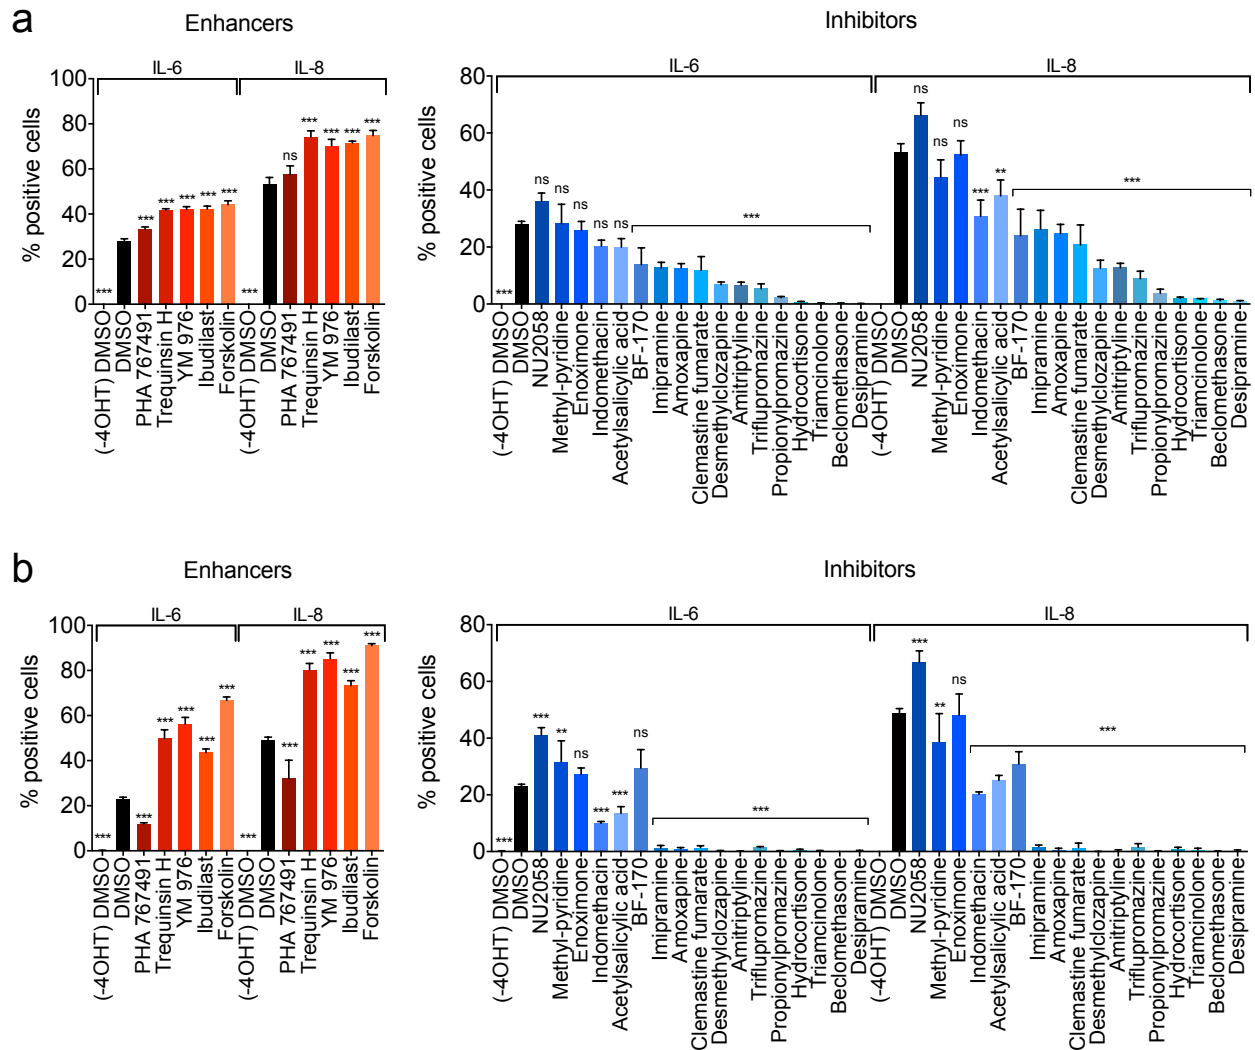 a
Enhancers
Inhibitors
IL-6
IL-8
% positive cells
100
80
60
40
20
0
***
***
***
***
***
***
***
ns
***
***
***
***
(-4OHT) DMSO
DMSO
PHA 767491
Trequinsin H
YM 976
Ibudilast
Forskolin
(-4OHT) DMSO
DMSO
PHA 767491
Trequinsin H
YM 976
Ibudilast
Forskolin
IL-6
IL-8
% positive cells
80
60
40
20
0
***
ns
ns
ns
ns
ns
***
ns
ns
ns
***
**
***
(-4OHT) DMSO
DMSO
NU2058
Methyl-pyridine
Enoximone
Indomethacin
Acetylsalicylic acid
BF-170
Imipramine
Amoxapine
Clemastine fumarate
Desmethylclozapine
Amitriptyline
Triflupromazine
Propionylpromazine
Hydrocortisone
Triamcinolone
Beclomethasone
Desipramine
(-4OHT) DMSO
DMSO
NU2058
Methyl-pyridine
Enoximone
Indomethacin
Acetylsalicylic acid
BF-170
Imipramine
Amoxapine
Clemastine fumarate
Desmethylclozapine
Amitriptyline
Triflupromazine
Propionylpromazine
Hydrocortisone
Triamcinolone
Beclomethasone
Desipramine
b
Enhancers
Inhibitors
IL-6
IL-8
% positive cells
100
80
60
40
20
0
***
***
***
***
***
***
***
***
***
***
***
***
(-4OHT) DMSO
DMSO
PHA 767491
Trequinsin H
YM 976
Ibudilast
Forskolin
(-4OHT) DMSO
DMSO
PHA 767491
Trequinsin H
YM 976
Ibudilast
Forskolin
IL-6
IL-8
% positive cells
80
60
40
20
0
***
***
**
ns
***
***
ns
***
***
**
ns
***
(-4OHT) DMSO
DMSO
NU2058
Methyl-pyridine
Enoximone
Indomethacin
Acetylsalicylic acid
BF-170
Imipramine
Amoxapine
Clemastine fumarate
Desmethylclozapine
Amitriptyline
Triflupromazine
Propionylpromazine
Hydrocortisone
Triamcinolone
Beclomethasone
Desipramine
(-4OHT) DMSO
DMSO
NU2058
Methyl-pyridine
Enoximone
Indomethacin
Acetylsalicylic acid
BF-170
Imipramine
Amoxapine
Clemastine fumarate
Desmethylclozapine
Amitriptyline
Triflupromazine
Propionylpromazine
Hydrocortisone
Triamcinolone
Beclomethasone
Desipramine